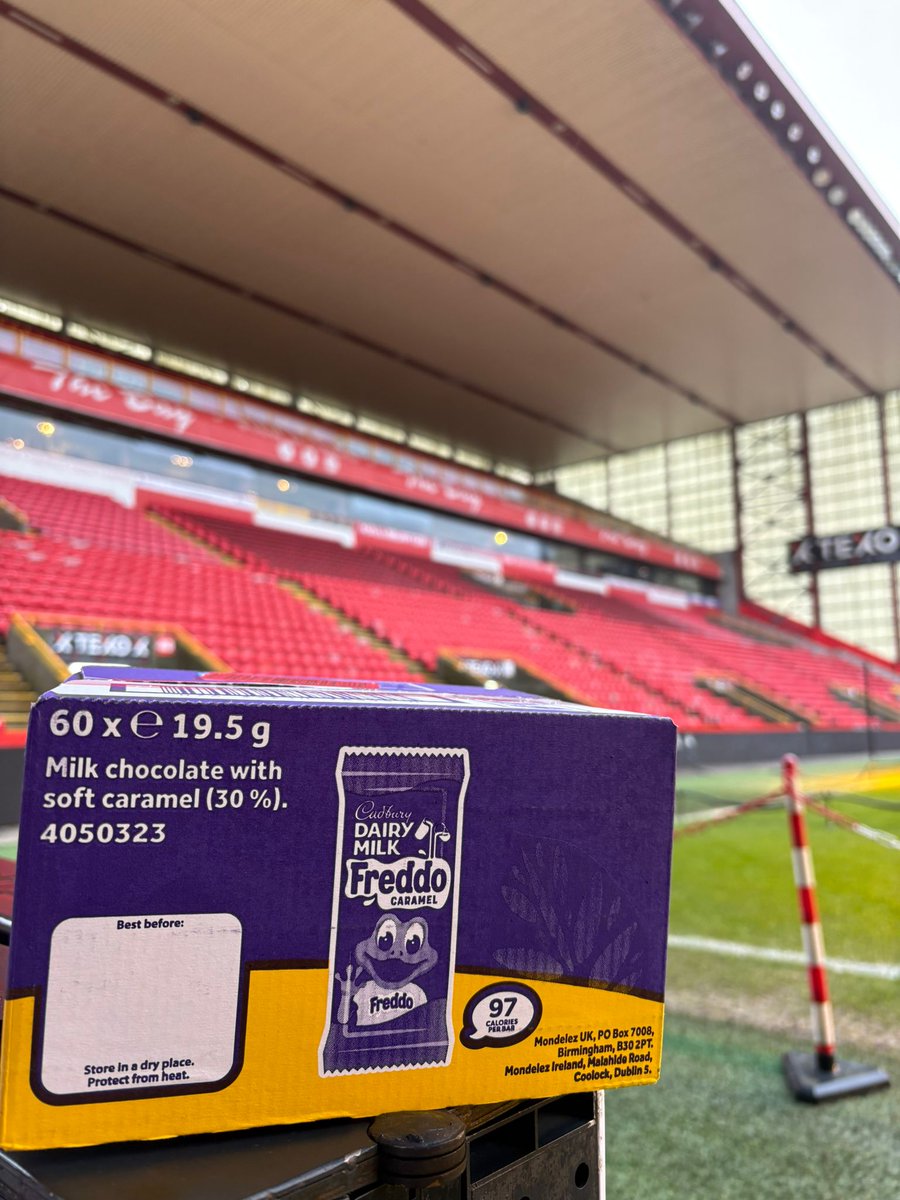 TEXO
TEXO
60 x e 19.5 g
Milk chocolate with
soft caramel (30 %).
4050323
Cadbury
DAIRY
MILK
Freddo
CARAMEL
Freddo
Best before:
Store in a dry place.
Protect from heat.
97
CALORIES
PER BAR
Mondelez UK, PO Box 7008,
Birmingham, B30 2PT.
Mondelez Ireland, Malahide Road,
Coolock, Dublin 5.